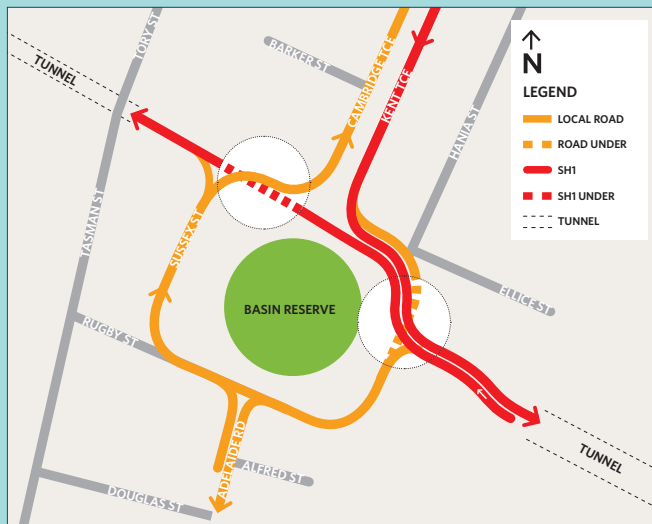 TORY ST
TUNNEL
BARKER ST
CAMBRIDGE TCE
KENT TCE
HANIA ST
N
LEGEND
LOCAL ROAD
ROAD UNDER
SH1
SH1 UNDER
TUNNEL
TASMAN ST
SUSSEX ST
BASIN RESERVE
ELLICE ST
RUGBY ST
ADELAIDE RD
ALFRED ST
DOUGLAS ST
TUNNEL